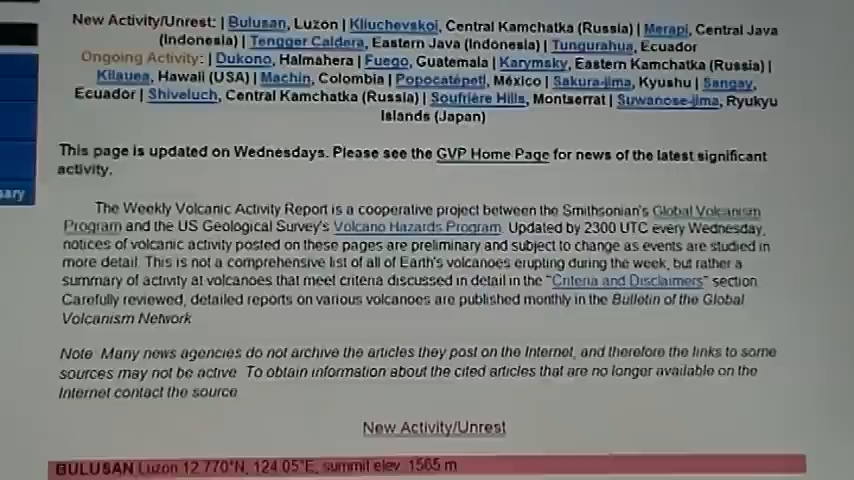 New Activity/Unrest: | Bulusan, Luzon | Kliuchevskoi, Central Kamchatka (Russia) | Merapi, Central Java
(Indonesia) | Tengger Caldera, Eastern Java (Indonesia) | Tungurahua, Ecuador
Ongoing Activity: | Dukono, Halmahera | Fuego, Guatemala | Karymsky, Eastern Kamchatka (Russia) |
Kilauea, Hawaii (USA) | Machin, Colombia | Popocatépetl, México | Sakura-jima, Kyushu | Sangay,
Ecuador | Shiveluch, Central Kamchatka (Russia) | Soufrière Hills, Montserrat | Suwanose-jima, Ryukyu
Islands (Japan)
This page is updated on Wednesdays. Please see the GVP Home Page for news of the latest significant
activity.
sary
The Weekly Volcanic Activity Report is a cooperative project between the Smithsonian's Global Volcanism
Program and the US Geological Survey's Volcano Hazards Program. Updated by 2300 UTC every Wednesday,
notices of volcanic activity posted on these pages are preliminary and subject to change as events are studied in
more detail. This is not a comprehensive list of all of Earth's volcanoes erupting during the week, but rather a
summary of activity at volcanoes that meet criteria discussed in detail in the "Criteria and Disclaimers" section.
Carefully reviewed, detailed reports on various volcanoes are published monthly in the Bulletin of the Global
Volcanism Network.
Note: Many news agencies do not archive the articles they post on the Internet, and therefore the links to some
sources may not be active. To obtain information about the cited articles that are no longer available on the
Internet contact the source.
New Activity/Unrest
BULUSAN Luzon 12.770°N, 124.05°E; summit elev. 1565 m